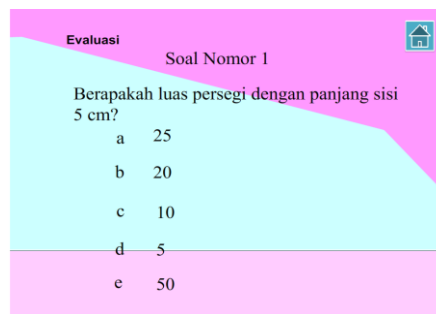 Evaluasi
Soal Nomor 1
Berapakah luas persegi dengan panjang sisi
5 cm?
a 25
b 20
c 10
d 5
e 50